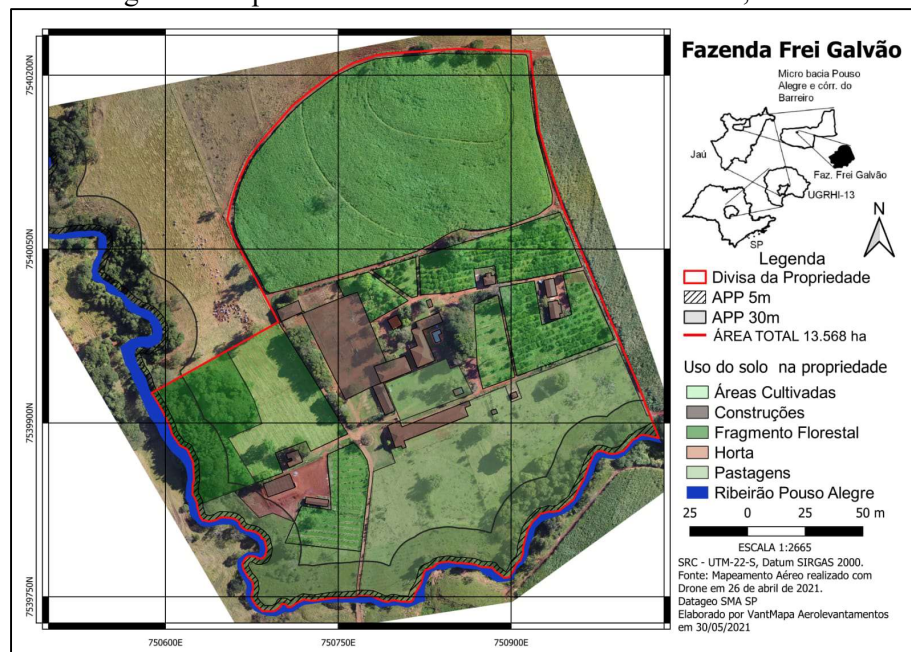 Fazenda Frei Galvão
Micro bacia Pouso
Alegre e córr. do
Barreiro
Jaú
Faz. Frei Galvão
UGRHI-13
SP
N
Legenda
Divisa da Propriedade
APP 5m
APP 30m
ÁREA TOTAL 13.568 ha
Uso do solo na propriedade
Áreas Cultivadas
Construções
Fragmento Florestal
Horta
Pastagens
Ribeirão Pouso Alegre
25 0 25 50 m
ESCALA 1:2665
SRC - UTM-22-S, Datum SIRGAS 2000.
Fonte: Mapeamento Aéreo realizado com
Drone em 26 de abril de 2021.
Datageo SMA SP
Elaborado por VantMapa Aerolevantamentos
em 30/05/2021
7540200N
7540050N
7539900N
7539750N
750600E 750750E 750900E